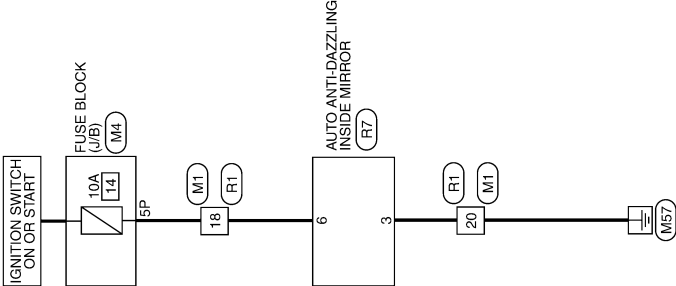 IGNITION SWITCH
ON OR START
FUSE BLOCK
(J/B)
M4
10A
14
5P
M1
18
R1
AUTO ANTI-DAZZLING
INSIDE MIRROR
R7
6
3
R1
20
M1
M57